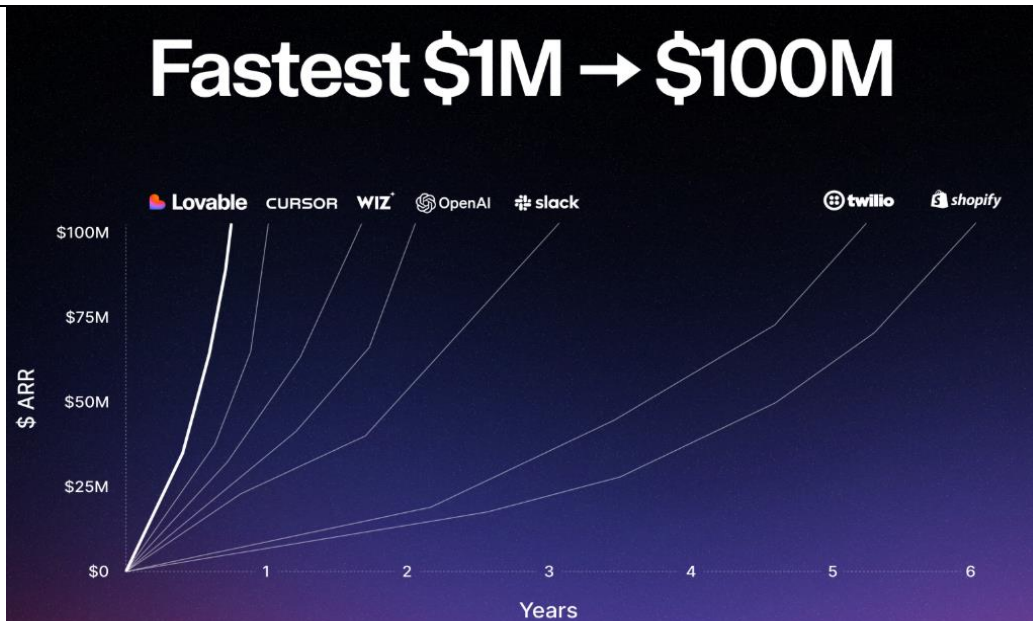 Fastest $1M → $100M
Lovable CURSOR WIZ OpenAI slack twilio shopify
$100M
$75M
$50M
$25M
$0
$ ARR
1 2 3 4 5 6
Years